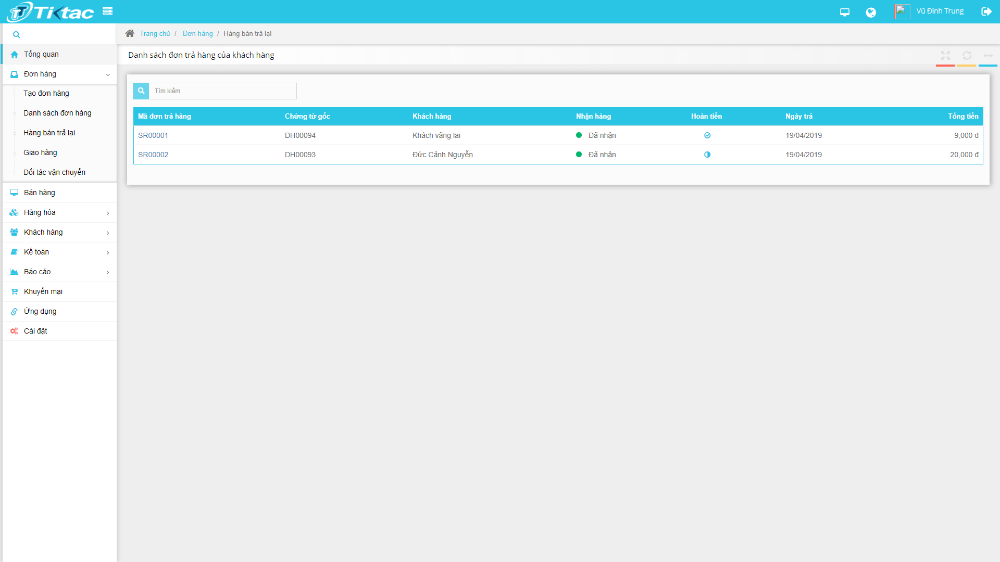 Tiktac
Vũ Đình Trung
Trang chủ / Đơn hàng / Hàng bán trả lại
Tổng quan
Đơn hàng
Tạo đơn hàng
Danh sách đơn hàng
Hàng bán trả lại
Giao hàng
Đối tác vận chuyển
Bán hàng
Hàng hóa
Khách hàng
Kế toán
Báo cáo
Khuyến mại
Ứng dụng
Cài đặt
Danh sách đơn trả hàng của khách hàng
Tìm kiếm
Mã đơn trả hàng Chứng từ gốc Khách hàng Nhận hàng Hoàn tiền Ngày trả Tổng tiền
SR00001 DH00094 Khách vãng lai Đã nhận 19/04/2019 9,000 đ
SR00002 DH00093 Đức Cảnh Nguyễn Đã nhận 19/04/2019 20,000 đ